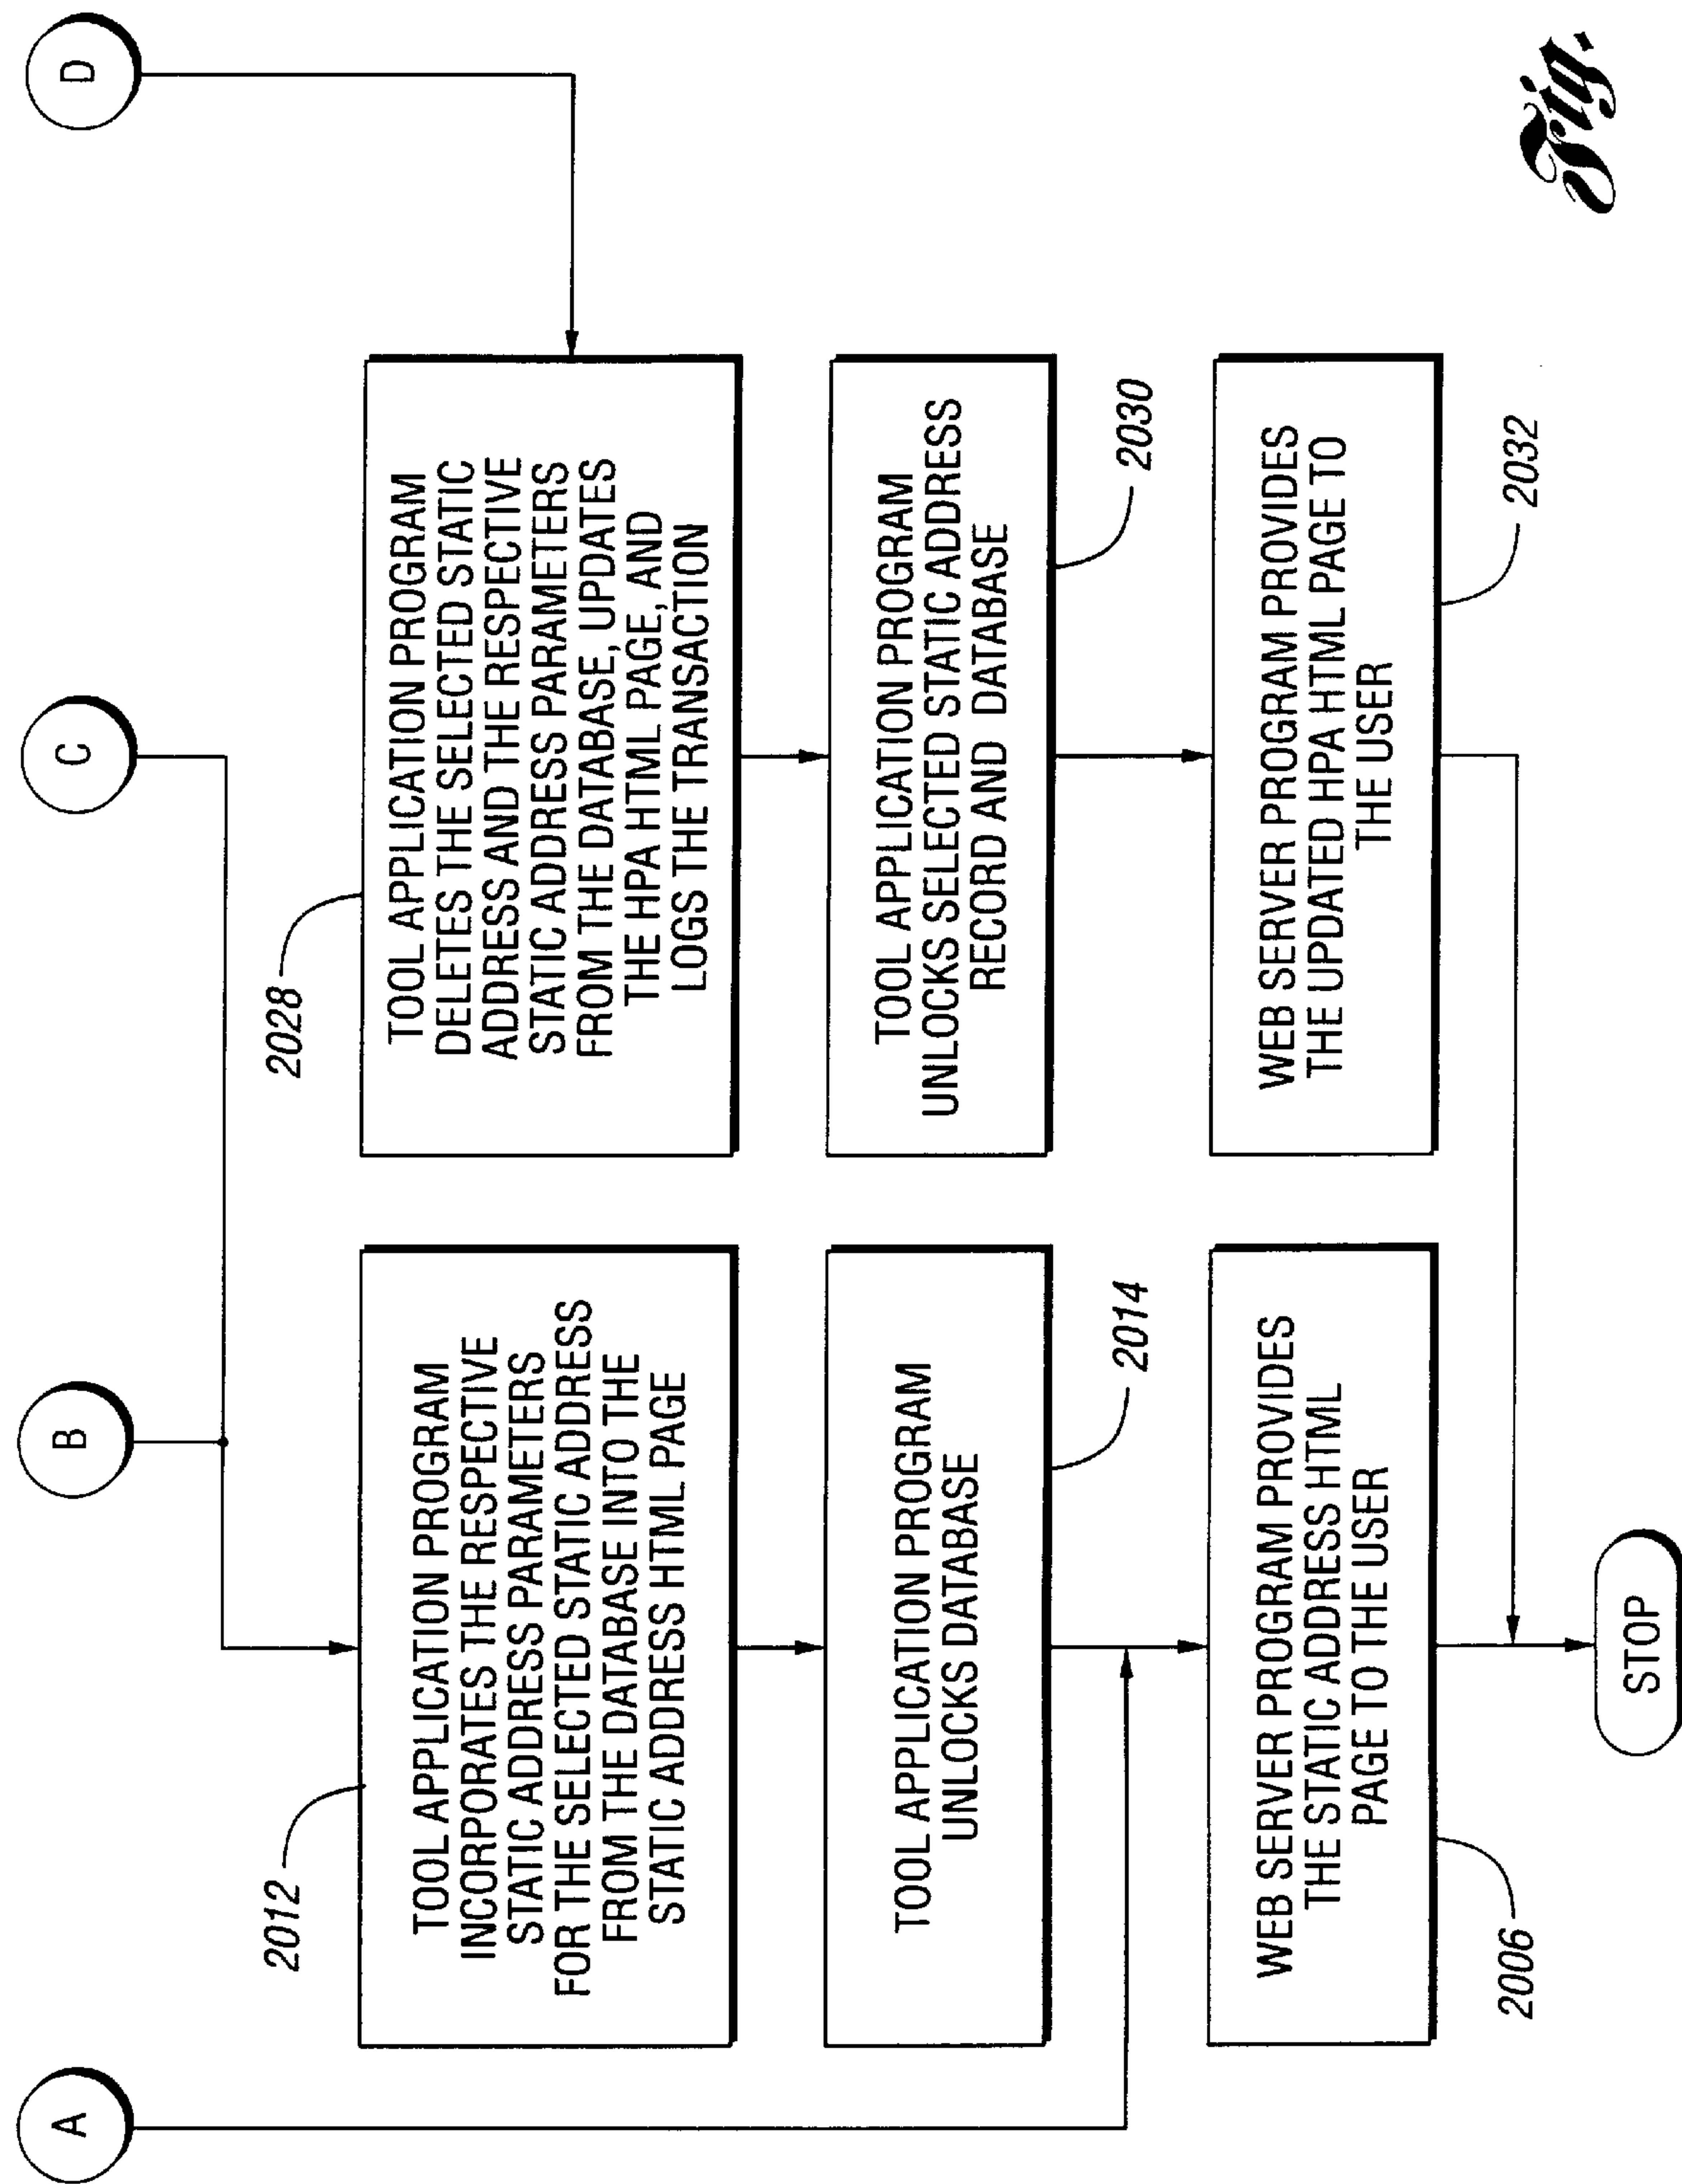 A
B
C
D
2012
TOOL APPLICATION PROGRAM
INCORPORATES THE RESPECTIVE
STATIC ADDRESS PARAMETERS
FOR THE SELECTED STATIC ADDRESS
FROM THE DATABASE INTO THE
STATIC ADDRESS HTML PAGE
2028
TOOL APPLICATION PROGRAM
DELETES THE SELECTED STATIC
ADDRESS AND THE RESPECTIVE
STATIC ADDRESS PARAMETERS
FROM THE DATABASE, UPDATES
THE HPA HTML PAGE, AND
LOGS THE TRANSACTION
TOOL APPLICATION PROGRAM
UNLOCKS DATABASE
2014
TOOL APPLICATION PROGRAM
UNLOCKS SELECTED STATIC ADDRESS
RECORD AND DATABASE
2030
WEB SERVER PROGRAM PROVIDES
THE STATIC ADDRESS HTML
PAGE TO THE USER
2006
WEB SERVER PROGRAM PROVIDES
THE UPDATED HPA HTML PAGE TO
THE USER
2032
STOP
Fig.